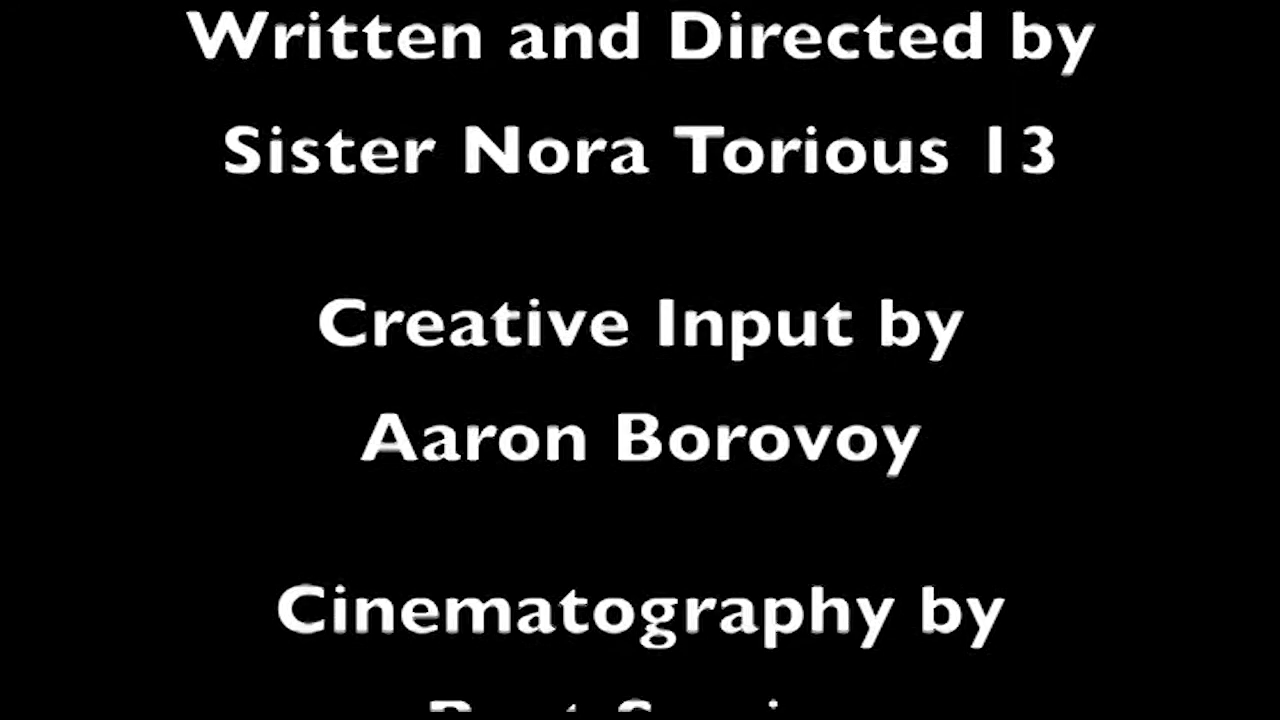 Written and Directed by
Sister Nora Torious 13
Creative Input by
Aaron Borovoy
Cinematography by